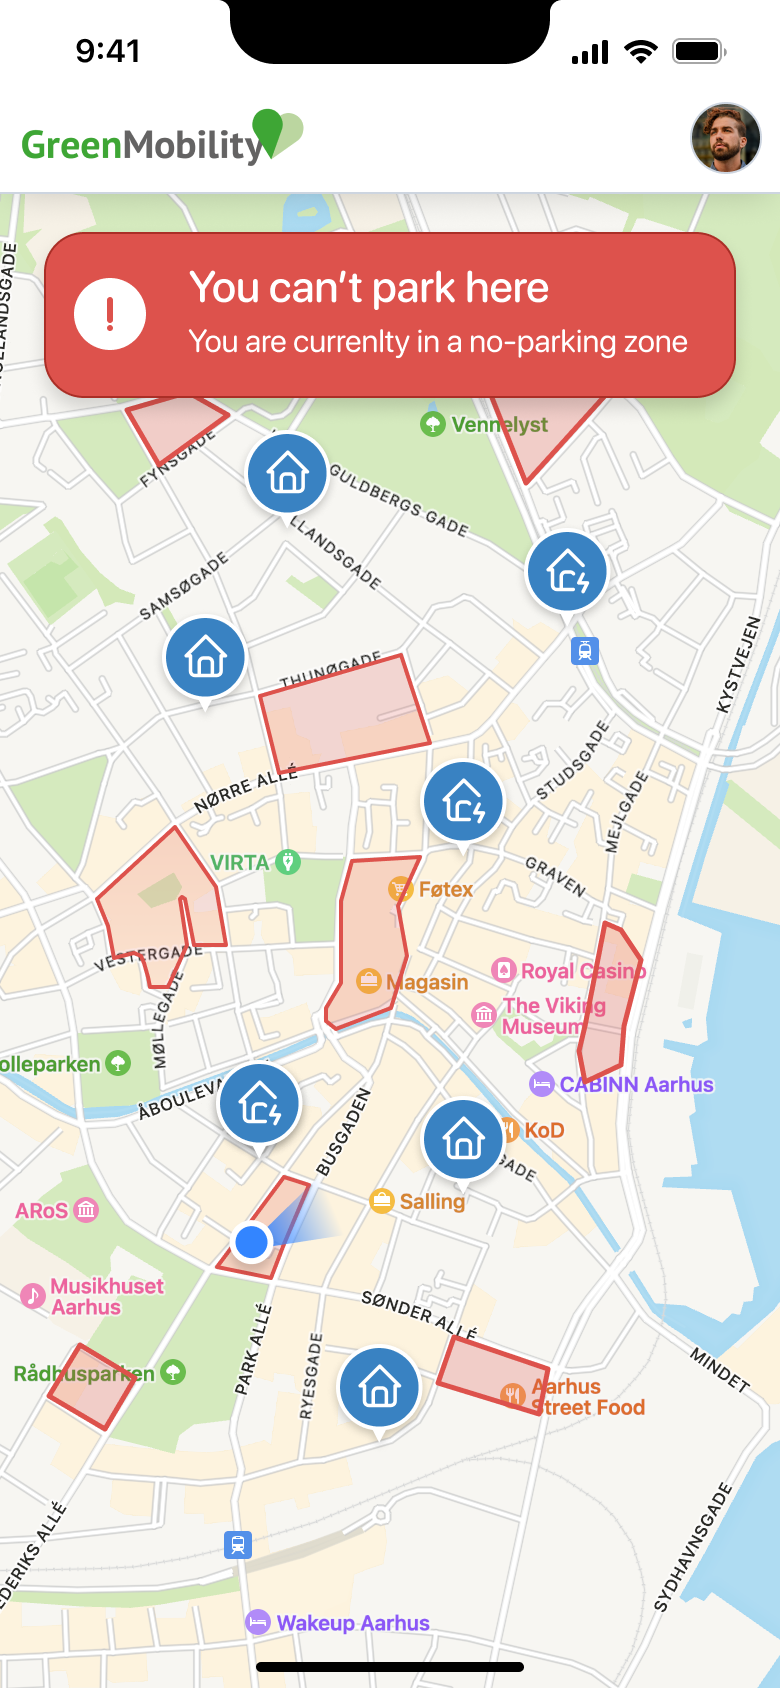 9:41
GreenMobility
You can't park here
You are currenlty in a no-parking zone
Vennelyst
FYNSGADE
GULDBERGS GADE
LLANDSGADE
SAMSØGADE
KYSTVEJEN
THUNØGADE
STUDSGADE
NØRRE ALLÉ
MEJLGADE
VIRTA
GRAVEN
Føtex
VESTERGADE
Royal Casino
Magasin
The Viking
Museum
MØLLEGADE
olleparken
CABINN Aarhus
ÅBOULEVA
BUSGADEN
KoD
GADE
Salling
ARoS
Musikhuset
Aarhus
SØNDER ALLÉ
PARK ALLÉ
RYESGADE
MINDET
Rådhusparken
Aarhus
Street Food
EDERIKS ALLÉ
SYDHAVNSGADE
Wakeup Aarhus